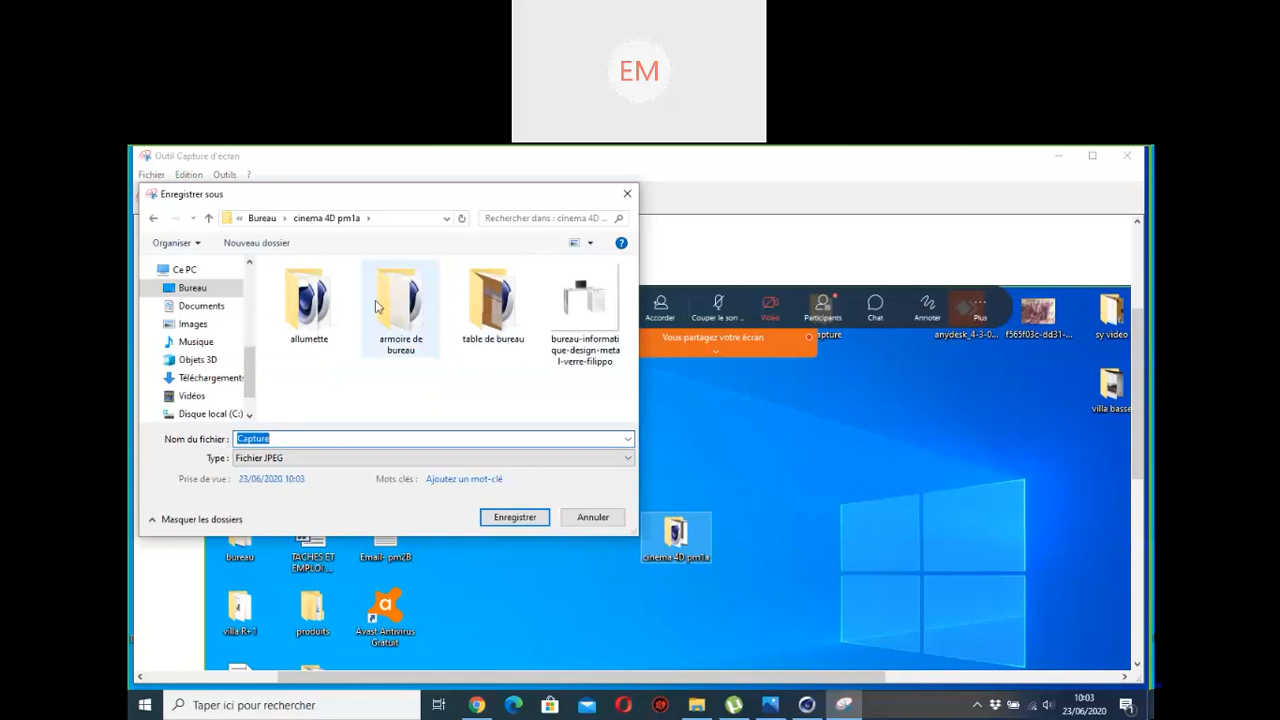 EM
Outil Capture d'écran
Fichier Edition Outils ?
Enregistrer sous
« Bureau › cinema 4D pm1a ›
Rechercher dans : cinema 4D ...
Organiser Nouveau dossier
Ce PC
Bureau
Documents
Images
Musique
Objets 3D
Téléchargements
Vidéos
Disque local (C:)
allumette
armoire de
bureau
table de bureau
bureau-informati
que-design-meta
l-verre-filippo
Nom du fichier : Capture
Type : Fichier JPEG
Prise de vue : 23/06/2020 10:03
Mots clés : Ajoutez un mot-clé
Masquer les dossiers
Enregistrer Annuler
Accorder
Couper le son ...
Vidéo
Participants
Chat
Annoter
Plus
Vous partagez votre écran
capture
anydesk_4-3-0...
f565f03c-dd31-...
sy video
villa basse
cinema 4D pm1a
bureau
TACHES ET
EMPLOI ...
Email- pm2B
villa R+1
produits
Avast Antivirus
Gratuit
Taper ici pour rechercher
10:03
23/06/2020